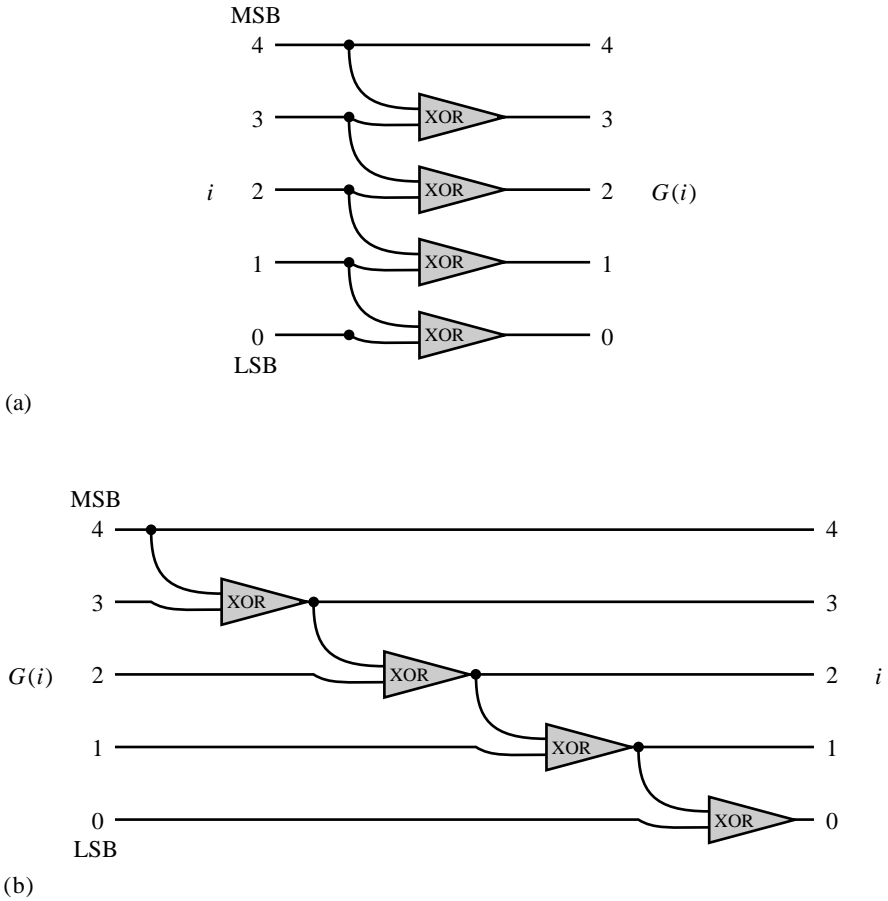 MSB
4 4
3 XOR 3
i 2 XOR 2 G(i)
1 XOR 1
0 XOR 0
LSB
(a)
MSB
4 4
3 XOR 3
G(i) 2 XOR 2 i
1 XOR 1
0 XOR 0
LSB
(b)